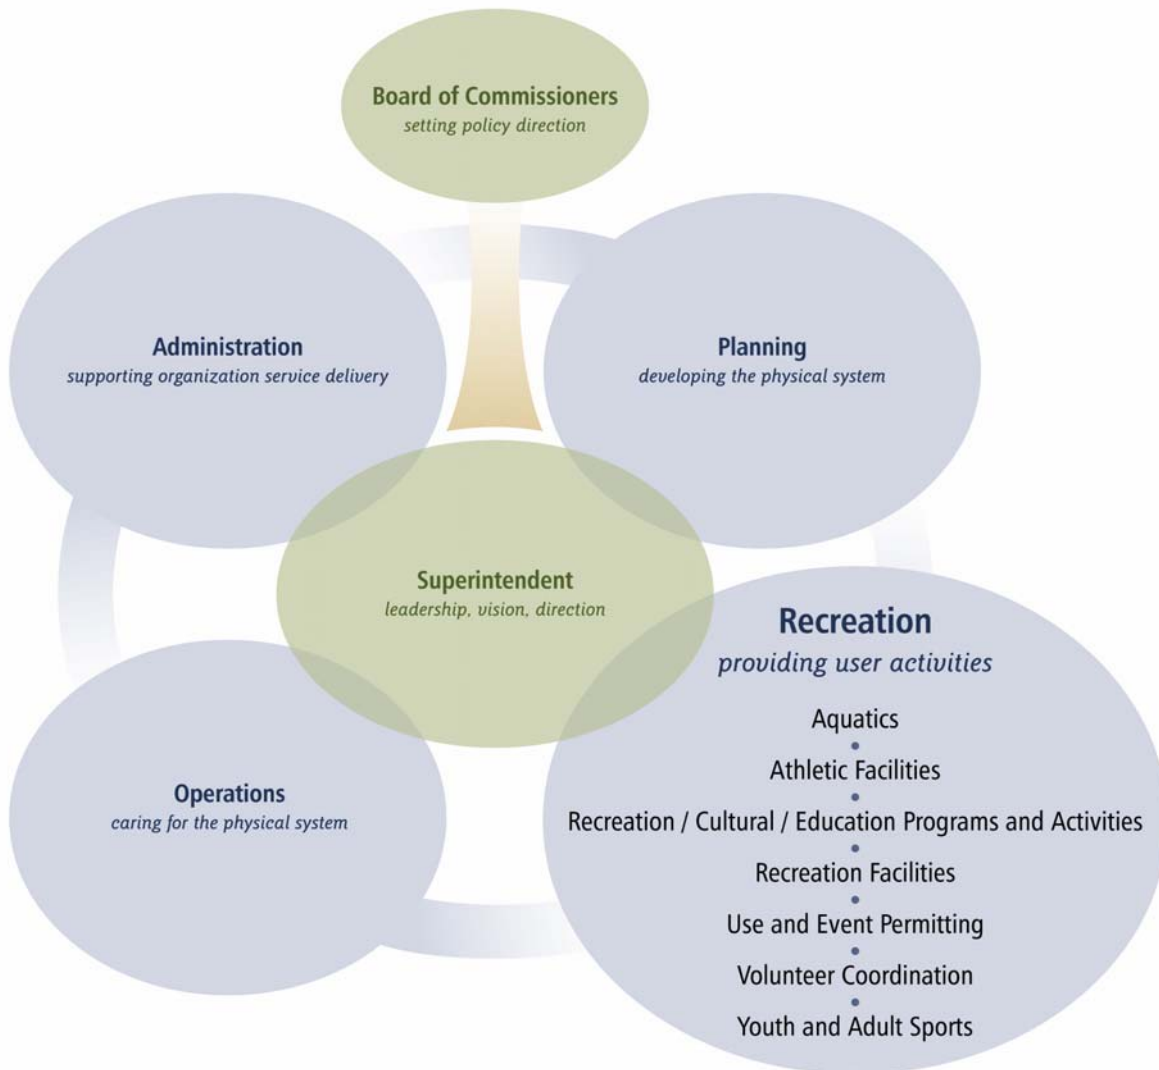 Board of Commissioners
setting policy direction
Administration
supporting organization service delivery
Planning
developing the physical system
Superintendent
leadership, vision, direction
Operations
caring for the physical system
Recreation
providing user activities
Aquatics
Athletic Facilities
Recreation / Cultural / Education Programs and Activities
Recreation Facilities
Use and Event Permitting
Volunteer Coordination
Youth and Adult Sports